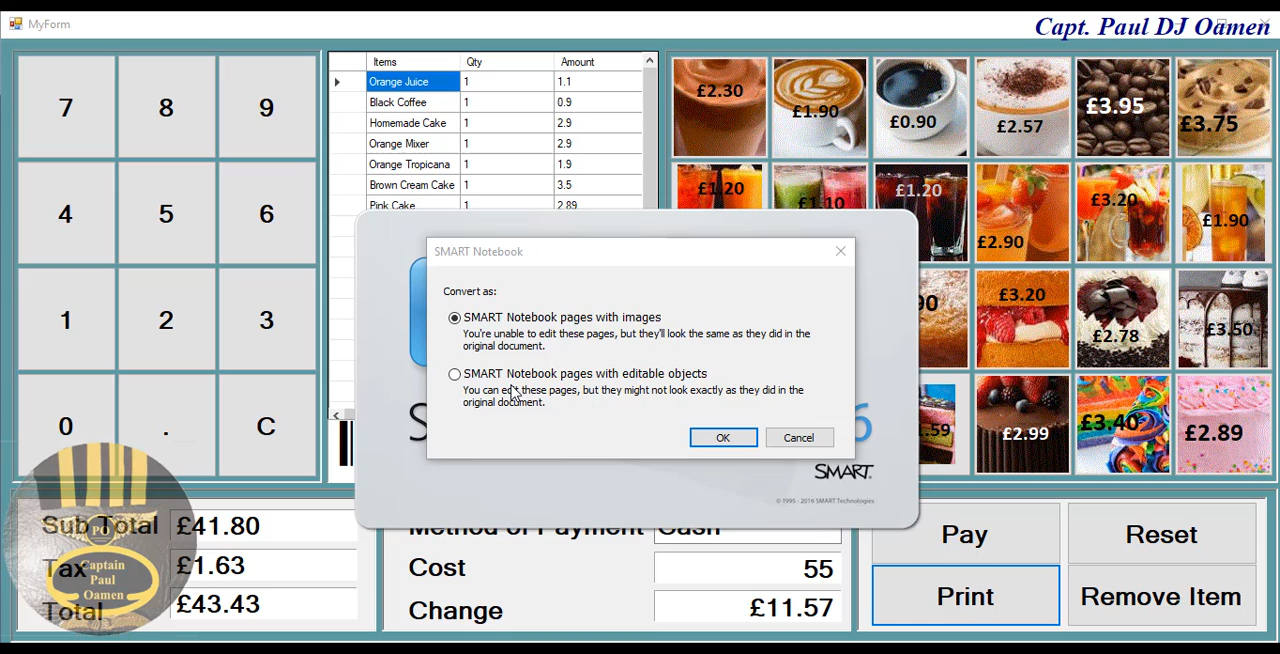 MyForm
Capt. Paul DJ Oamen
7 8 9
4 5 6
1 2 3
0 . C
Items Qty Amount
Orange Juice 1 1.1
Black Coffee 1 0.9
Homemade Cake 1 2.9
Orange Mixer 1 2.9
Orange Tropicana 1 1.9
Brown Cream Cake 1 3.5
Pink Cake 1 2.89
£2.30 £1.90 £0.90 £2.57 £3.95 £3.75
£1.20 £1.10 £1.20 £2.90 £3.20 £1.90
£3.20 £2.78 £3.50
£2.99 £3.40 £2.89
SMART Notebook
Convert as:
SMART Notebook pages with images
You're unable to edit these pages, but they'll look the same as they did in the
original document.
SMART Notebook pages with editable objects
You can edit these pages, but they might not look exactly as they did in the
original document.
OK Cancel
SMART
© 1995 - 2016 SMART Technologies
Sub Total £41.80
Tax £1.63
Total £43.43
PO
Captain
Paul
Oamen
Method of Payment Cash
Cost 55
Change £11.57
Pay Reset
Print Remove Item